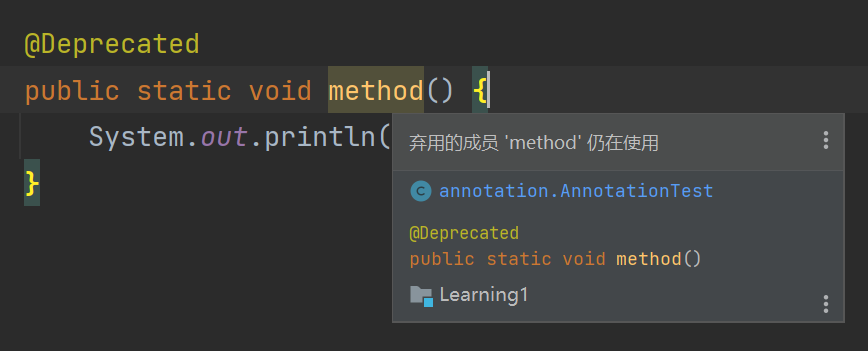 @Deprecated
public static void method() {
System.out.println(
}
弃用的成员 'method' 仍在使用
C annotation.AnnotationTest
@Deprecated
public static void method()
Learning1